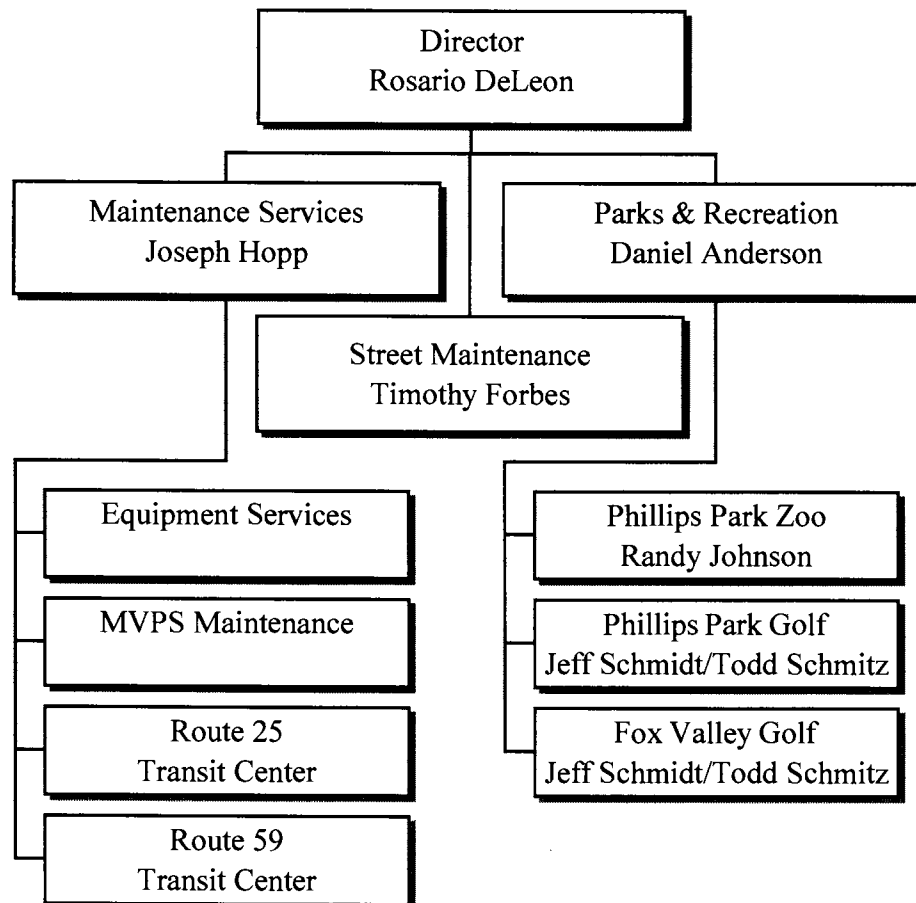 Director
Rosario DeLeon
Maintenance Services
Joseph Hopp
Parks & Recreation
Daniel Anderson
Street Maintenance
Timothy Forbes
Equipment Services
MVPS Maintenance
Route 25
Transit Center
Route 59
Transit Center
Phillips Park Zoo
Randy Johnson
Phillips Park Golf
Jeff Schmidt/Todd Schmitz
Fox Valley Golf
Jeff Schmidt/Todd Schmitz